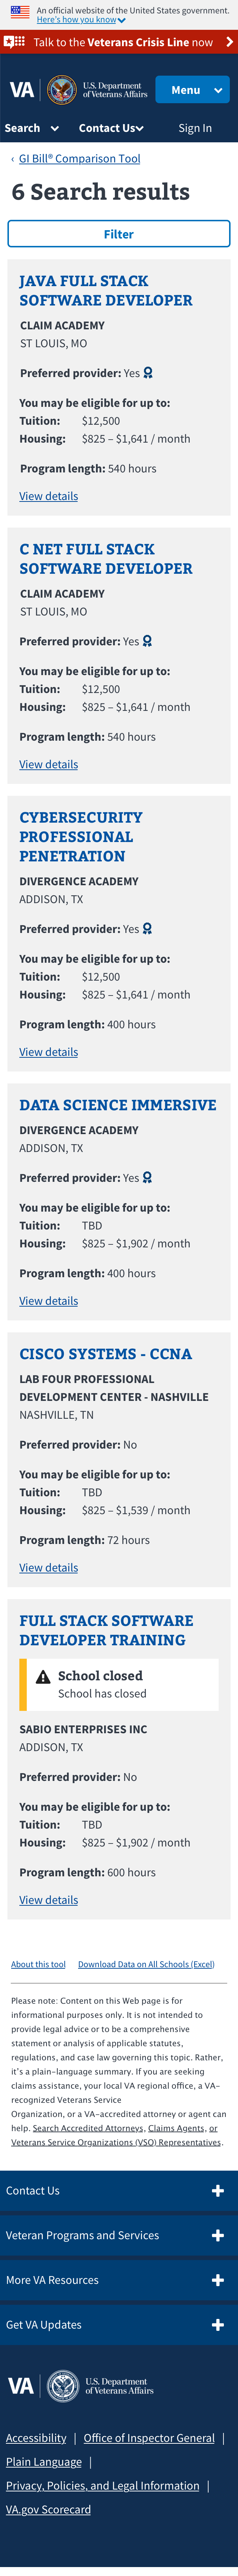 An official website of the United States government.
Here's how you know
Talk to the Veterans Crisis Line now
VA
U.S. Department
of Veterans Affairs
Menu
Search
Contact Us
Sign In
‹ GI Bill® Comparison Tool
6 Search results
Filter
JAVA FULL STACK
SOFTWARE DEVELOPER
CLAIM ACADEMY
ST LOUIS, MO
Preferred provider: Yes
You may be eligible for up to:
Tuition: $12,500
Housing: $825 – $1,641 / month
Program length: 540 hours
View details
C NET FULL STACK
SOFTWARE DEVELOPER
CLAIM ACADEMY
ST LOUIS, MO
Preferred provider: Yes
You may be eligible for up to:
Tuition: $12,500
Housing: $825 – $1,641 / month
Program length: 540 hours
View details
CYBERSECURITY
PROFESSIONAL
PENETRATION
DIVERGENCE ACADEMY
ADDISON, TX
Preferred provider: Yes
You may be eligible for up to:
Tuition: $12,500
Housing: $825 – $1,641 / month
Program length: 400 hours
View details
DATA SCIENCE IMMERSIVE
DIVERGENCE ACADEMY
ADDISON, TX
Preferred provider: Yes
You may be eligible for up to:
Tuition: TBD
Housing: $825 – $1,902 / month
Program length: 400 hours
View details
CISCO SYSTEMS - CCNA
LAB FOUR PROFESSIONAL
DEVELOPMENT CENTER - NASHVILLE
NASHVILLE, TN
Preferred provider: No
You may be eligible for up to:
Tuition: TBD
Housing: $825 – $1,539 / month
Program length: 72 hours
View details
FULL STACK SOFTWARE
DEVELOPER TRAINING
School closed
School has closed
SABIO ENTERPRISES INC
ADDISON, TX
Preferred provider: No
You may be eligible for up to:
Tuition: TBD
Housing: $825 – $1,902 / month
Program length: 600 hours
View details
About this tool Download Data on All Schools (Excel)
Please note: Content on this Web page is for
informational purposes only. It is not intended to
provide legal advice or to be a comprehensive
statement or analysis of applicable statutes,
regulations, and case law governing this topic. Rather,
it's a plain-language summary. If you are seeking
claims assistance, your local VA regional office, a VA-
recognized Veterans Service
Organization, or a VA-accredited attorney or agent can
help. Search Accredited Attorneys, Claims Agents, or
Veterans Service Organizations (VSO) Representatives.
Contact Us
Veteran Programs and Services
More VA Resources
Get VA Updates
VA
U.S. Department
of Veterans Affairs
Accessibility | Office of Inspector General |
Plain Language |
Privacy, Policies, and Legal Information |
VA.gov Scorecard